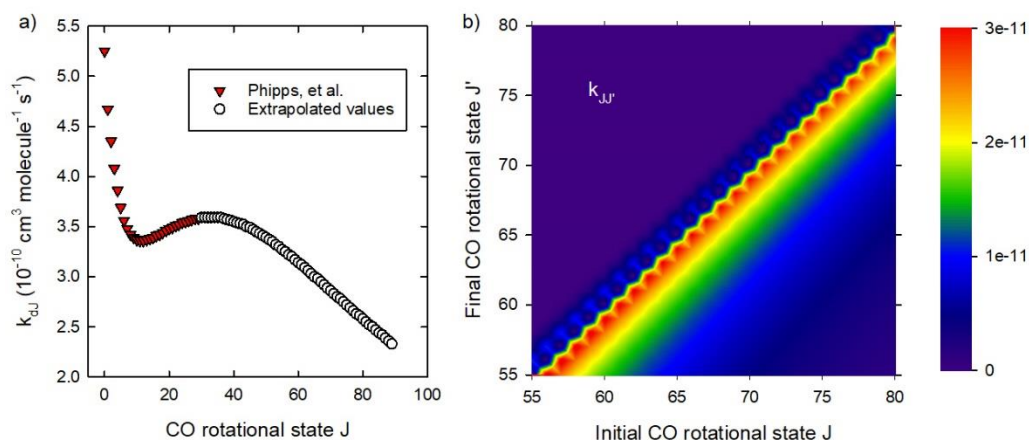 a)
5.5
5.0
4.5
4.0
3.5
3.0
2.5
2.0
k_dJ (10⁻¹⁰ cm³ molecule⁻¹ s⁻¹)
Phipps, et al.
Extrapolated values
0 20 40 60 80 100
CO rotational state J
b)
80
75
70
65
60
55
Final CO rotational state J'
k_JJ'
55 60 65 70 75 80
Initial CO rotational state J
3e-11
2e-11
1e-11
0